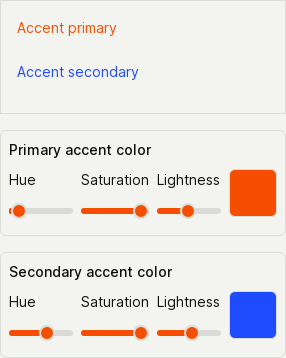 Accent primary
Accent secondary
Primary accent color
Hue Saturation Lightness
Secondary accent color
Hue Saturation Lightness